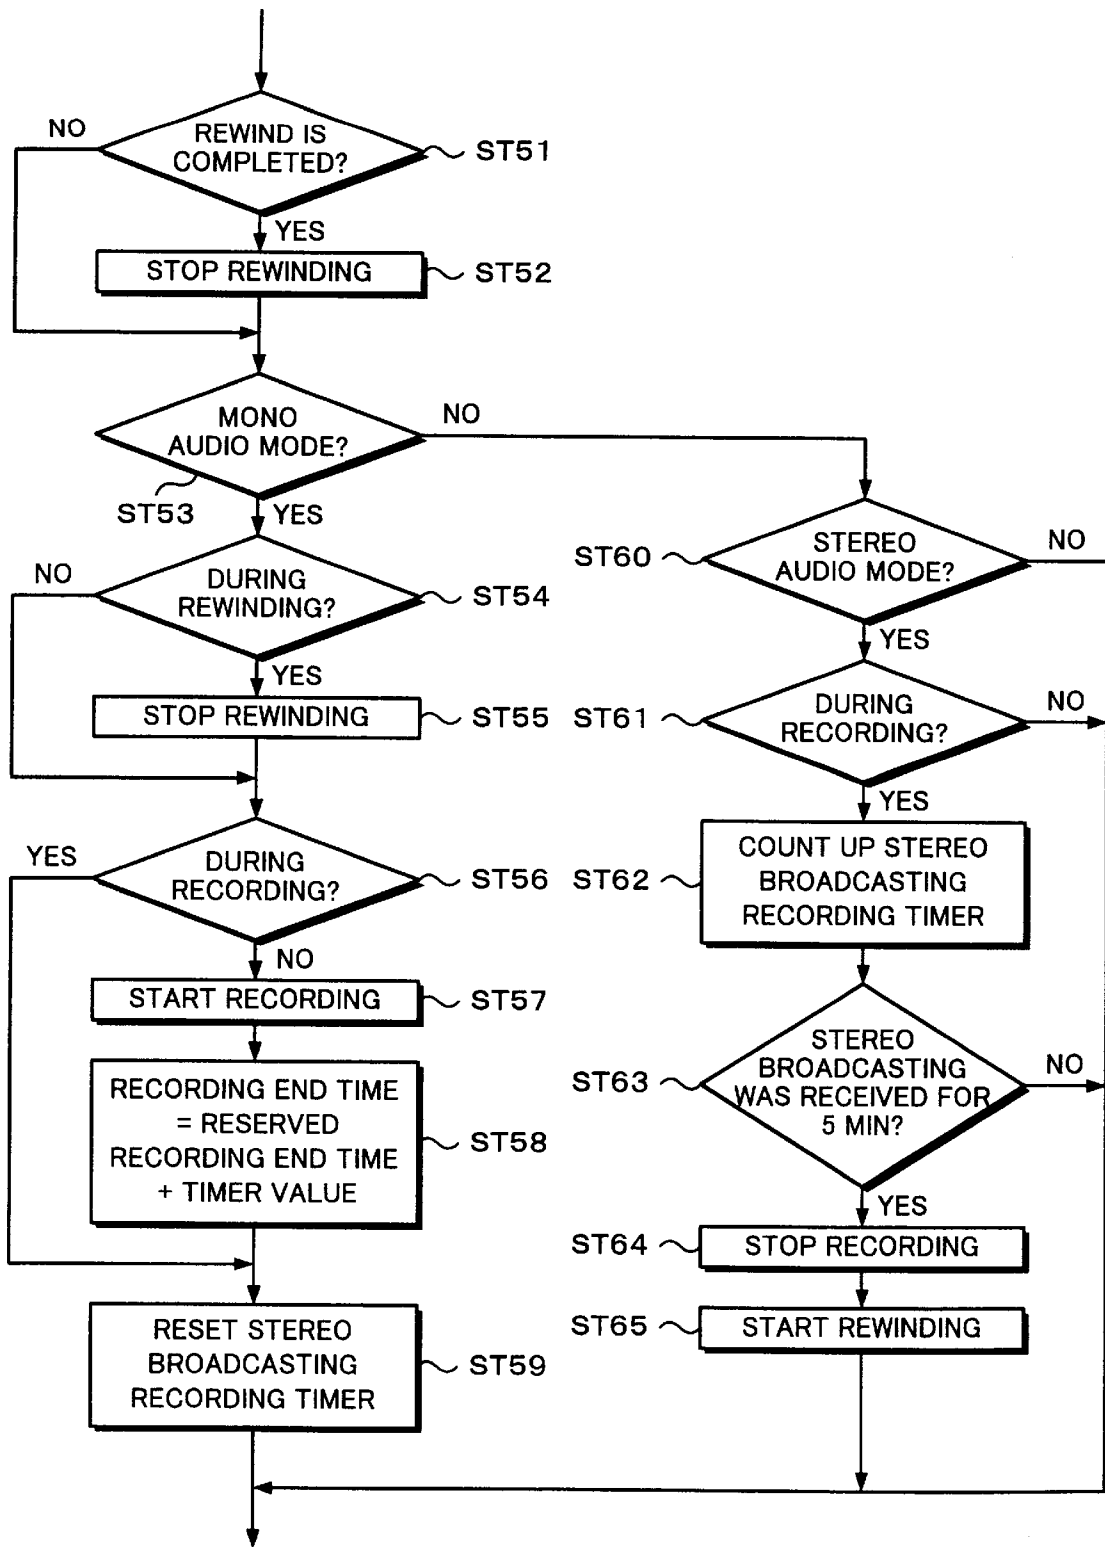 NO
REWIND IS
COMPLETED?
ST51
YES
STOP REWINDING
ST52
MONO
AUDIO MODE?
NO
ST53
YES
NO
DURING
REWINDING?
ST54
YES
STOP REWINDING
ST55
YES
DURING
RECORDING?
ST56
NO
START RECORDING
ST57
RECORDING END TIME
= RESERVED
RECORDING END TIME
+ TIMER VALUE
ST58
RESET STEREO
BROADCASTING
RECORDING TIMER
ST59
ST60
STEREO
AUDIO MODE?
NO
YES
ST61
DURING
RECORDING?
NO
YES
ST62
COUNT UP STEREO
BROADCASTING
RECORDING TIMER
ST63
STEREO
BROADCASTING
WAS RECEIVED FOR
5 MIN?
NO
YES
ST64
STOP RECORDING
ST65
START REWINDING